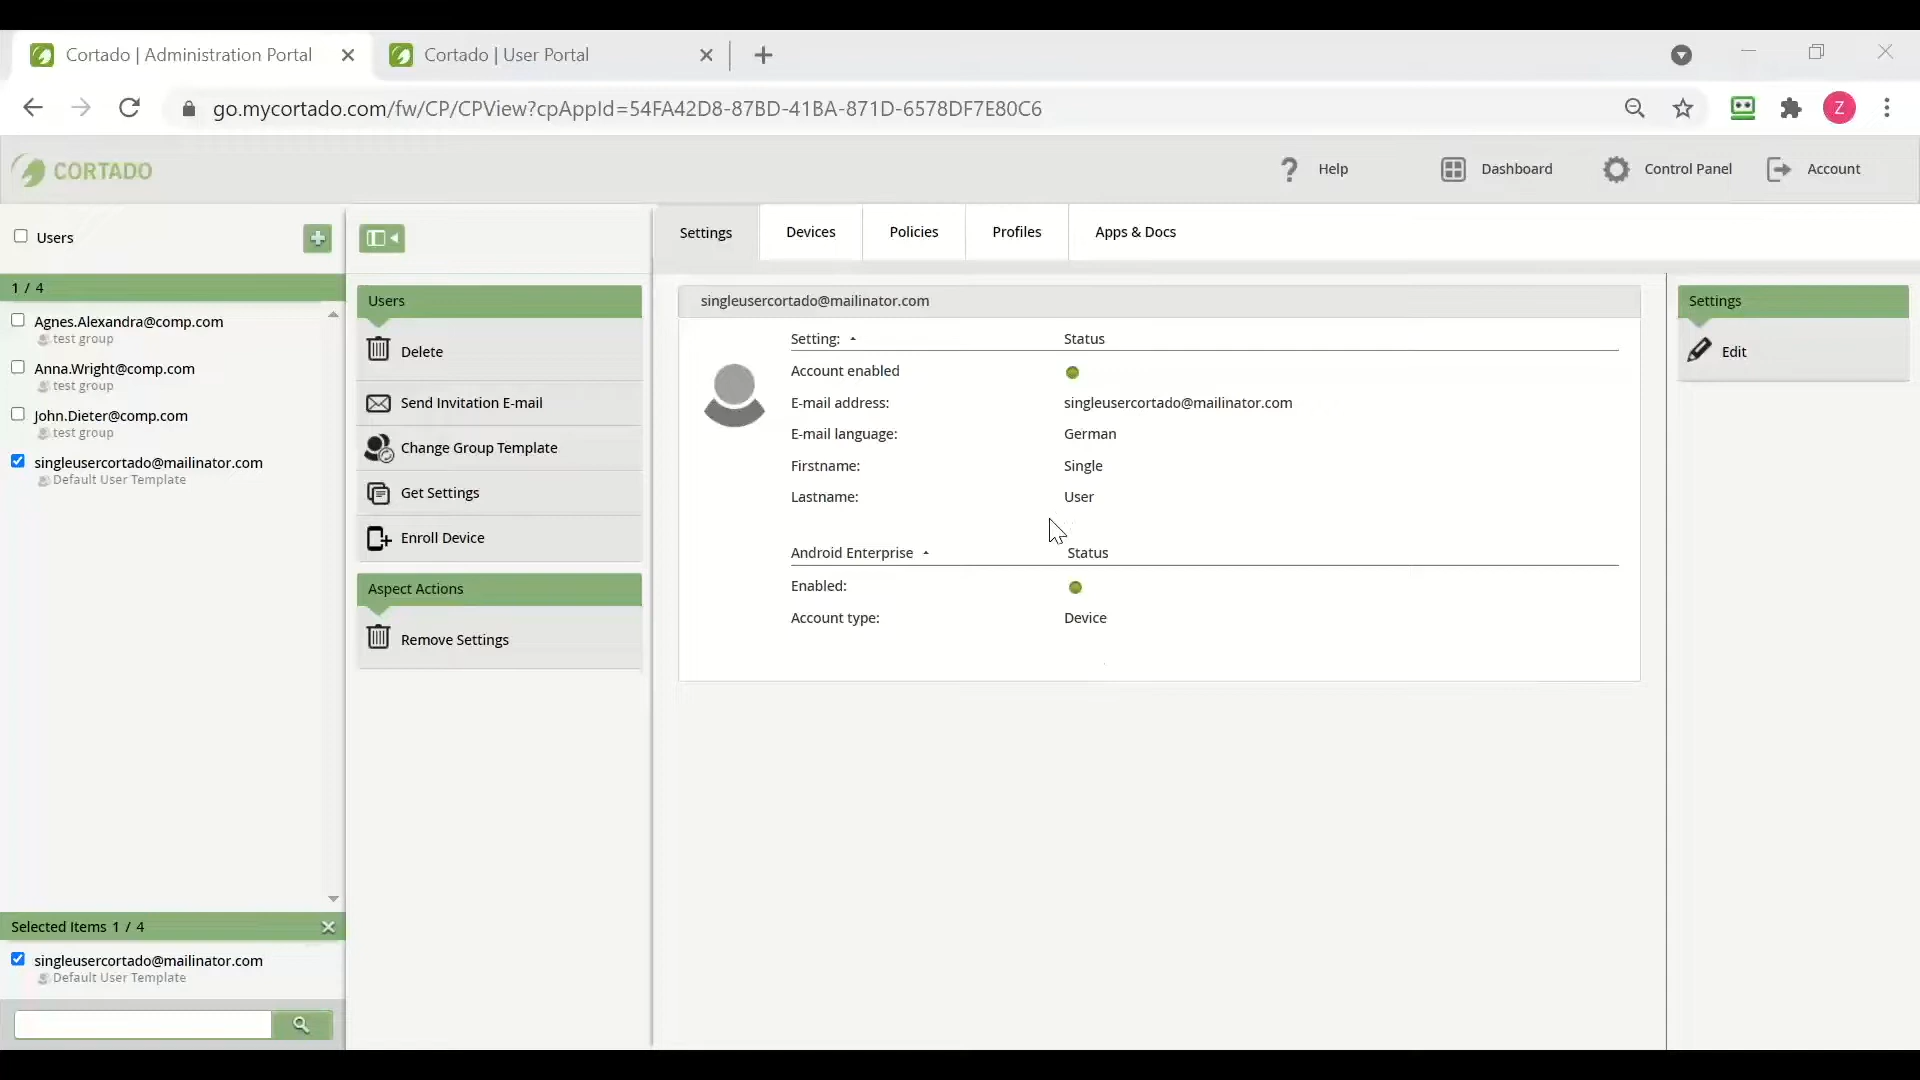 Cortado | Administration Portal
Cortado | User Portal
go.mycortado.com/fw/CP/CPView?cpAppId=54FA42D8-87BD-41BA-871D-6578DF7E80C6
Z
CORTADO
? Help
Dashboard
Control Panel
Account
Users
1 / 4
Agnes.Alexandra@comp.com
test group
Anna.Wright@comp.com
test group
John.Dieter@comp.com
test group
singleusercortado@mailinator.com
Default User Template
Selected Items 1 / 4
singleusercortado@mailinator.com
Default User Template
Users
Delete
Send Invitation E-mail
Change Group Template
Get Settings
Enroll Device
Aspect Actions
Remove Settings
Settings
Devices
Policies
Profiles
Apps & Docs
singleusercortado@mailinator.com
Setting: Status
Account enabled
E-mail address: singleusercortado@mailinator.com
E-mail language: German
Firstname: Single
Lastname: User
Android Enterprise Status
Enabled:
Account type: Device
Settings
Edit